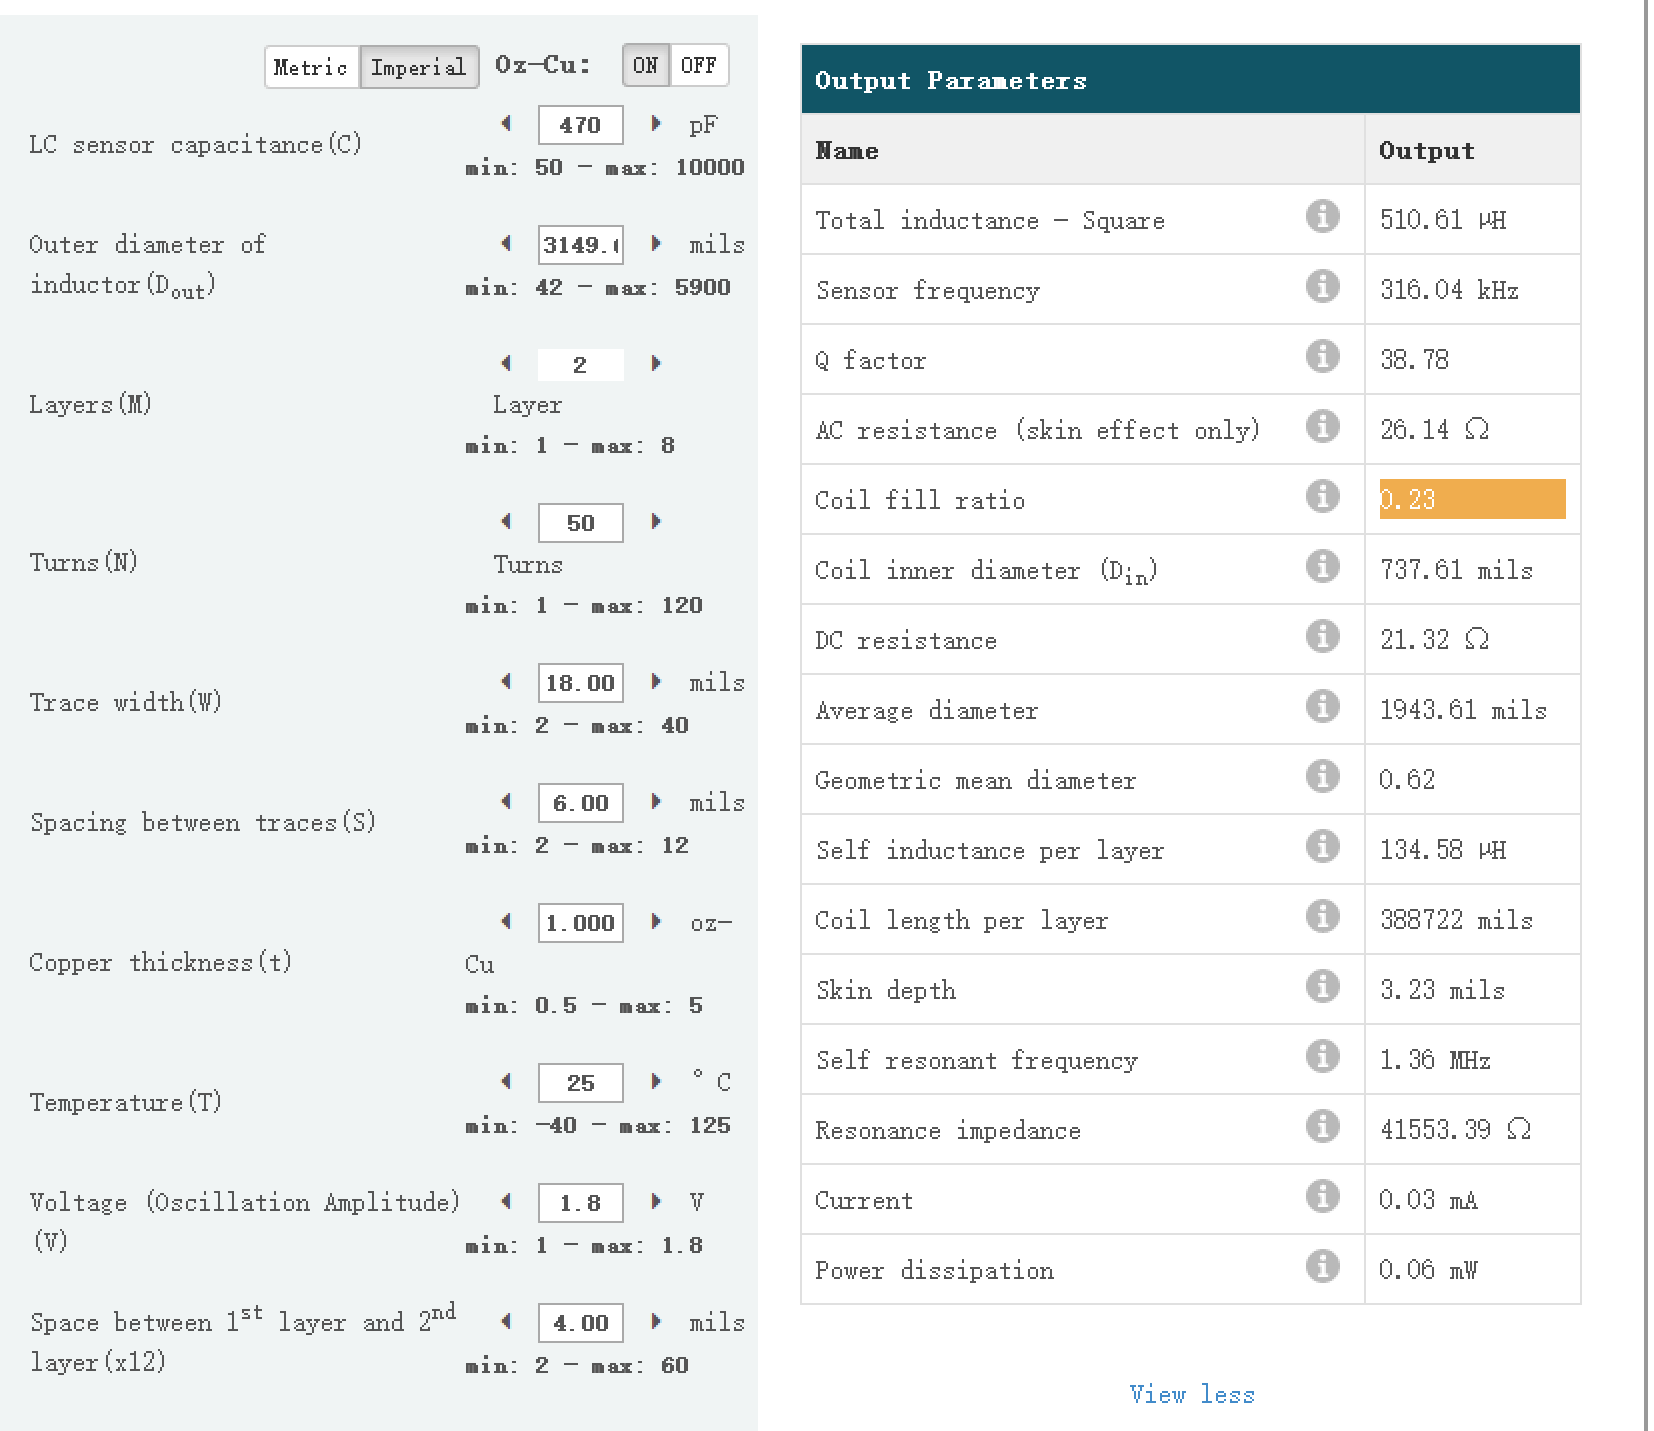 Metric Imperial Oz-Cu: ON OFF
LC sensor capacitance(C) 470 pF
min: 50 - max: 10000
Outer diameter of
inductor(Dout) mils
min: 42 - max: 5900
Layers(M) 2
Layer
min: 1 - max: 8
Turns(N) 50
Turns
min: 1 - max: 120
Trace width(W) 18.00 mils
min: 2 - max: 40
Spacing between traces(S) 6.00 mils
min: 2 - max: 12
Copper thickness(t) 1.000 oz-
Cu
min: 0.5 - max: 5
Temperature(T) 25 °C
min: -40 - max: 125
Voltage (Oscillation Amplitude) 1.8 V
(V)
min: 1 - max: 1.8
Space between 1st layer and 2nd 4.00 mils
layer(x12)
min: 2 - max: 60
Output Parameters
Name Output
Total inductance - Square 510.61 μH
Sensor frequency 316.04 kHz
Q factor 38.78
AC resistance (skin effect only) 26.14 Ω
Coil fill ratio 0.23
Coil inner diameter (Din) 737.61 mils
DC resistance 21.32 Ω
Average diameter 1943.61 mils
Geometric mean diameter 0.62
Self inductance per layer 134.58 μH
Coil length per layer 388722 mils
Skin depth 3.23 mils
Self resonant frequency 1.36 MHz
Resonance impedance 41553.39 Ω
Current 0.03 mA
Power dissipation 0.06 mW
View less